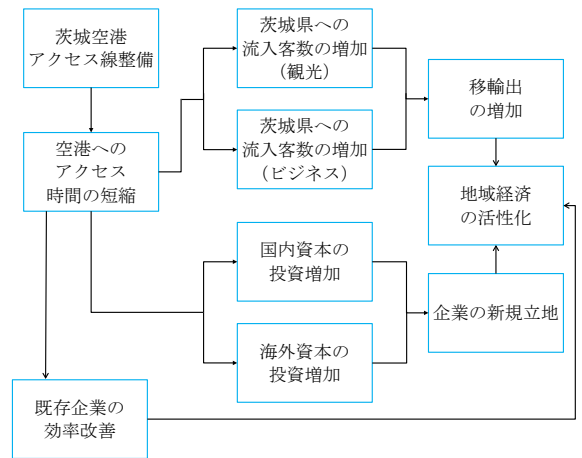 茨城空港
アクセス線整備
空港への
アクセス
時間の短縮
茨城県への
流入客数の増加
(観光)
茨城県への
流入客数の増加
(ビジネス)
移輸出
の増加
地域経済
の活性化
国内資本の
投資増加
海外資本の
投資増加
企業の新規立地
既存企業の
効率改善